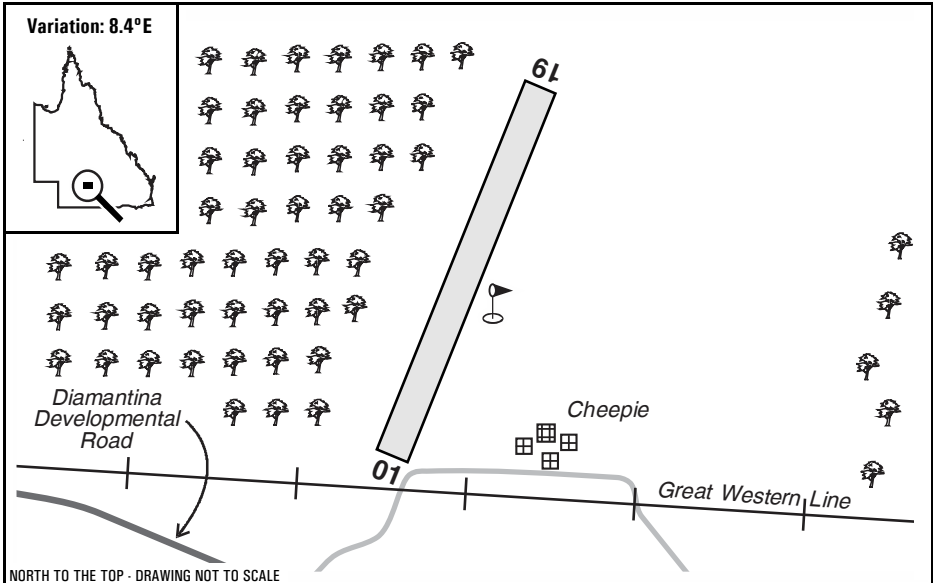 Variation: 8.4°E
19
Cheepie
Diamantina
Developmental
Road
01
Great Western Line
NORTH TO THE TOP - DRAWING NOT TO SCALE